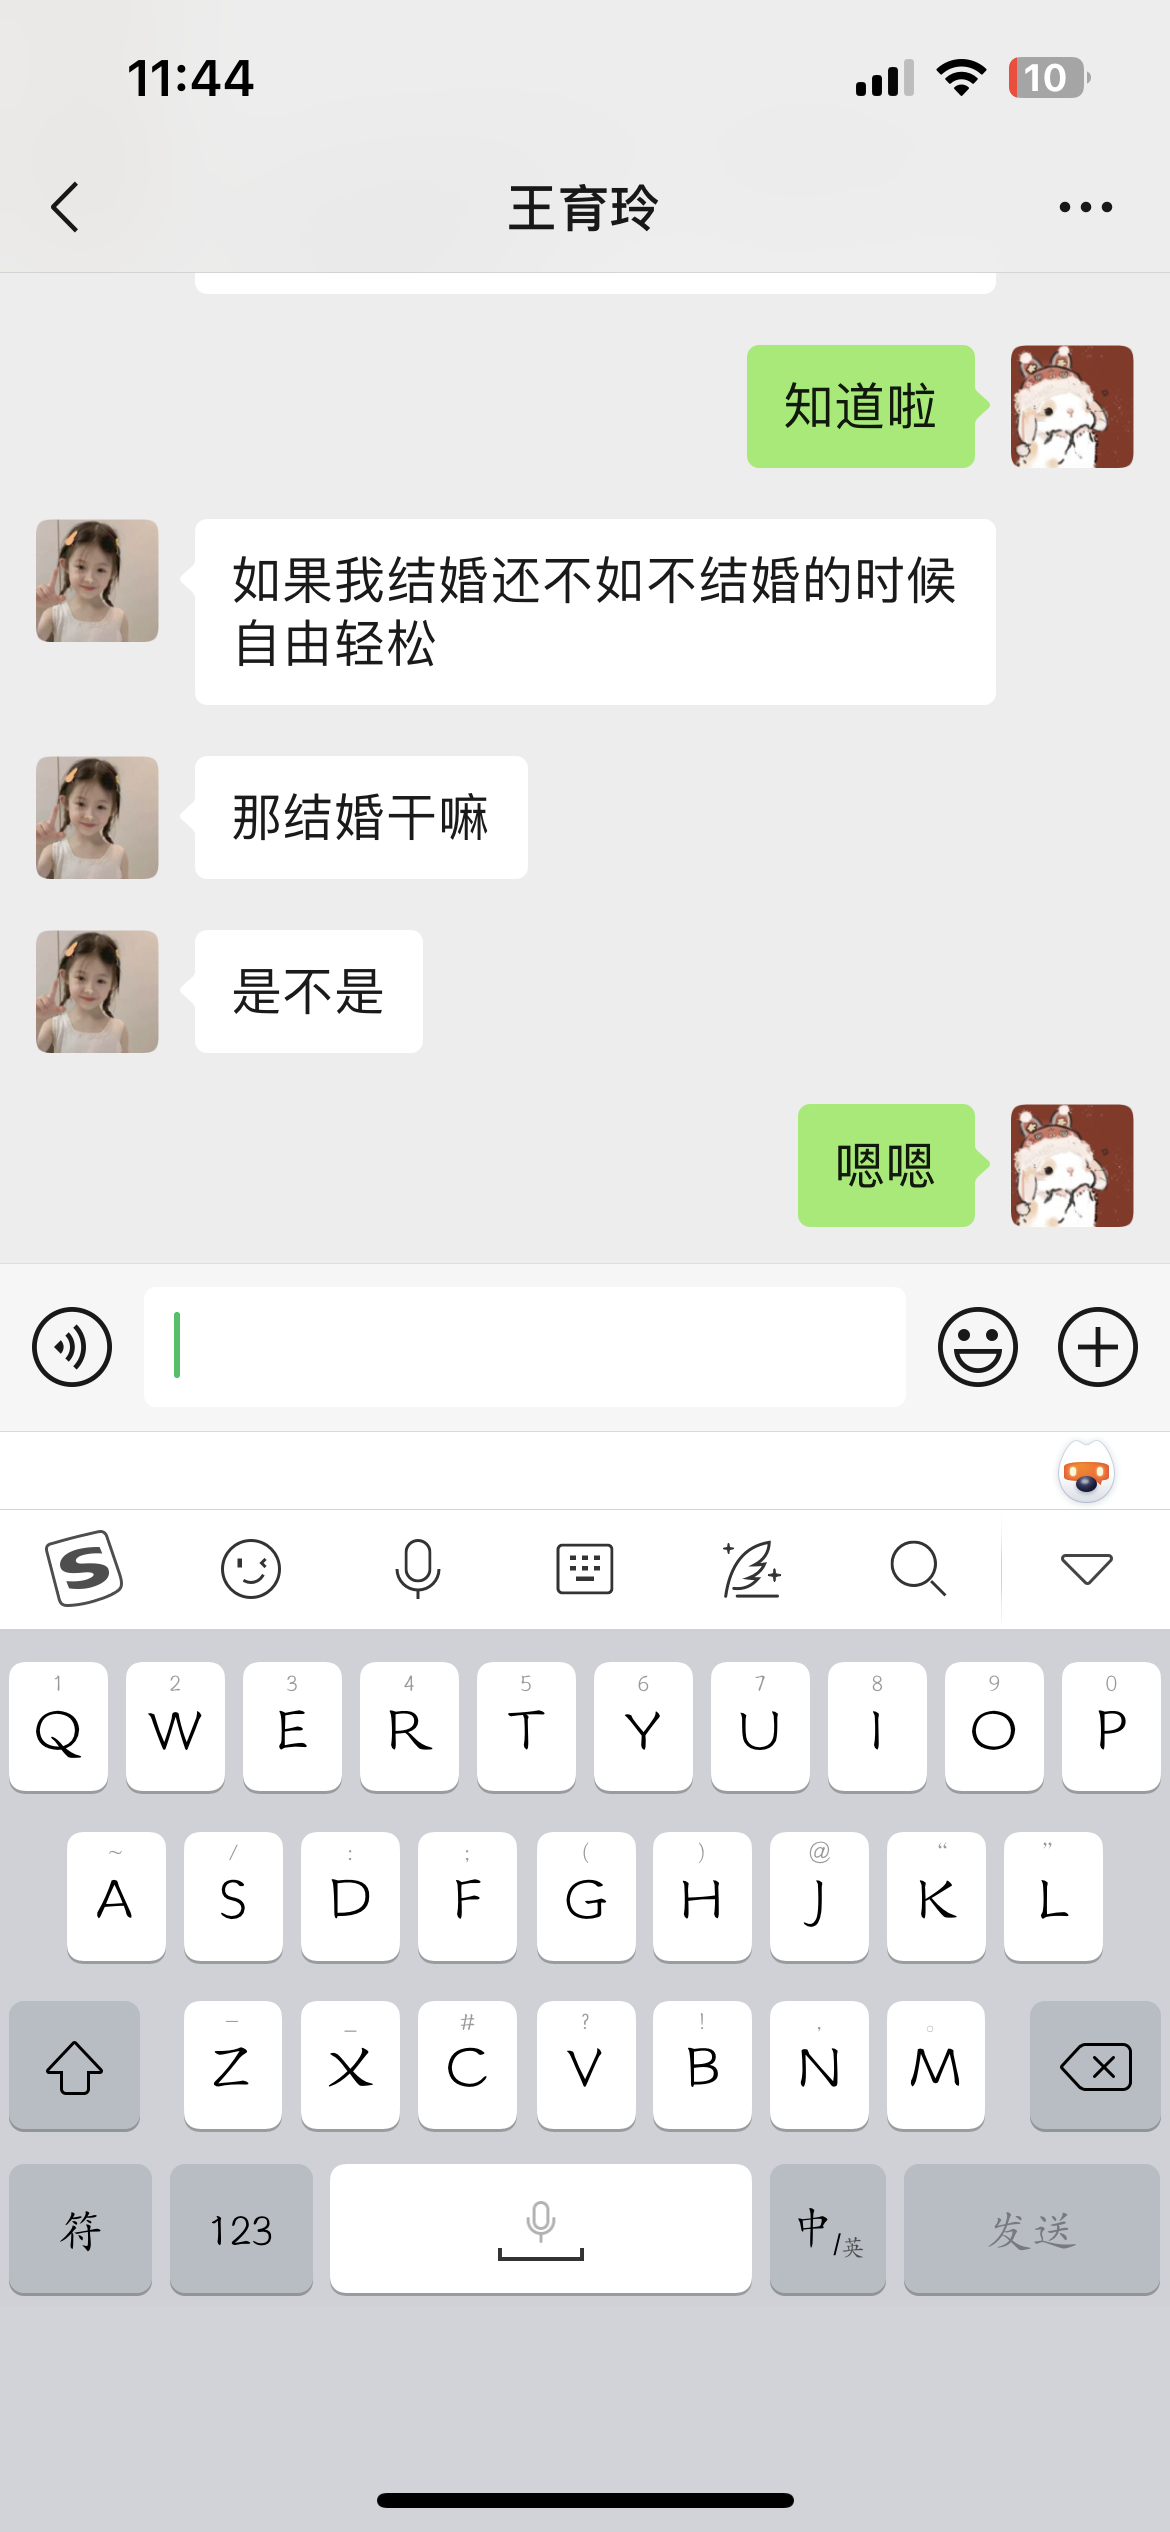 11:44
10
王育玲
知道啦
如果我结婚还不如不结婚的时候
自由轻松
那结婚干嘛
是不是
嗯嗯
S
1 2 3 4 5 6 7 8 9 0
Q W E R T Y U I O P
~ / : ; ( ) @ “ ”
A S D F G H J K L
– _ # ? ! , 。
Z X C V B N M
符 123 中/英 发送